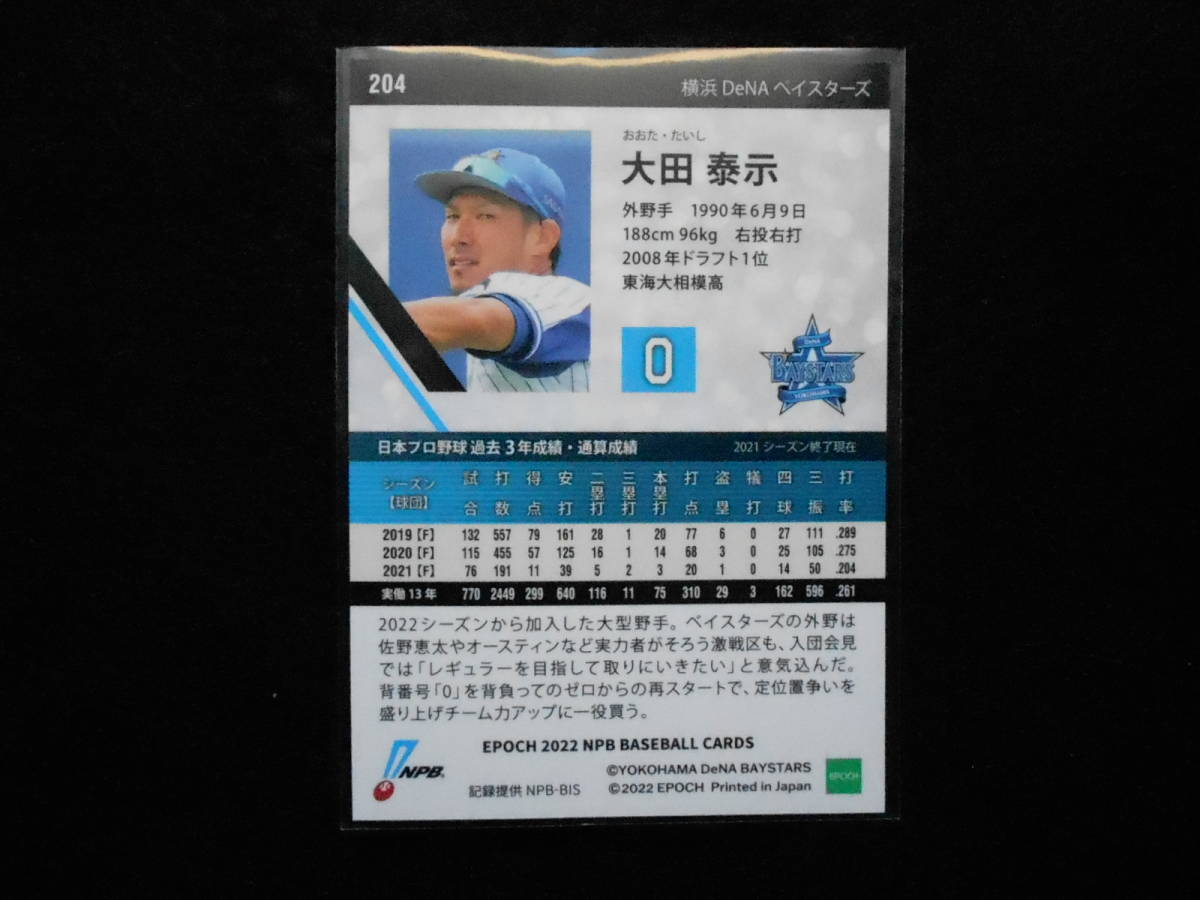 204
横浜 DeNA ベイスターズ
おおた・たいし
大田 泰示
外野手 1990年6月9日
188cm 96kg 右投右打
2008年ドラフト1位
東海大相模高
0
DeNA
BAYSTARS
YOKOHAMA
日本プロ野球 過去3年成績・通算成績 2021 シーズン終了現在
シーズン【球団】 試合 打数 得点 安打 二塁打 三塁打 本塁打 打点 盗塁 犠打 四球 三振 打率
2019【F】 132 557 79 161 28 1 20 77 6 0 27 111 .289
2020【F】 115 455 57 125 16 1 14 68 3 0 25 105 .275
2021【F】 76 191 11 39 5 2 3 20 1 0 14 50 .204
実働13年 770 2449 299 640 116 11 75 310 29 3 162 596 .261
2022シーズンから加入した大型野手。ベイスターズの外野は
佐野恵太やオースティンなど実力者がそろう激戦区も、入団会見
では「レギュラーを目指して取りにいきたい」と意気込んだ。
背番号「0」を背負ってのゼロからの再スタートで、定位置争いを
盛り上げチーム力アップに一役買う。
NPB
EPOCH 2022 NPB BASEBALL CARDS
記録提供 NPB-BIS
©YOKOHAMA DeNA BAYSTARS
©2022 EPOCH Printed in Japan
EPOCH